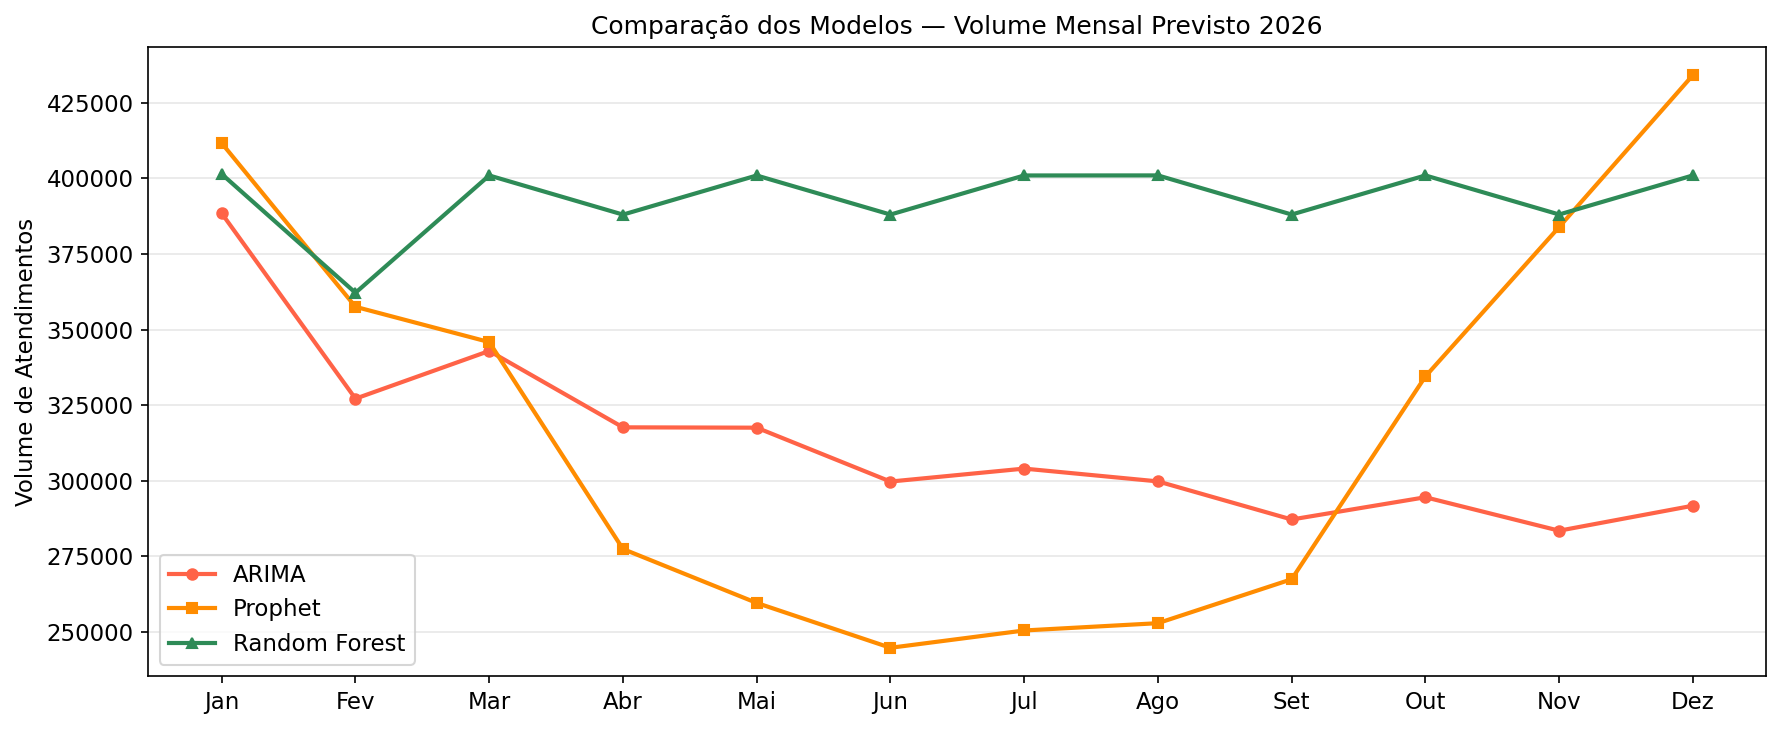 Comparação dos Modelos — Volume Mensal Previsto 2026
Volume de Atendimentos
425000
400000
375000
350000
325000
300000
275000
250000
ARIMA
Prophet
Random Forest
Jan Fev Mar Abr Mai Jun Jul Ago Set Out Nov Dez